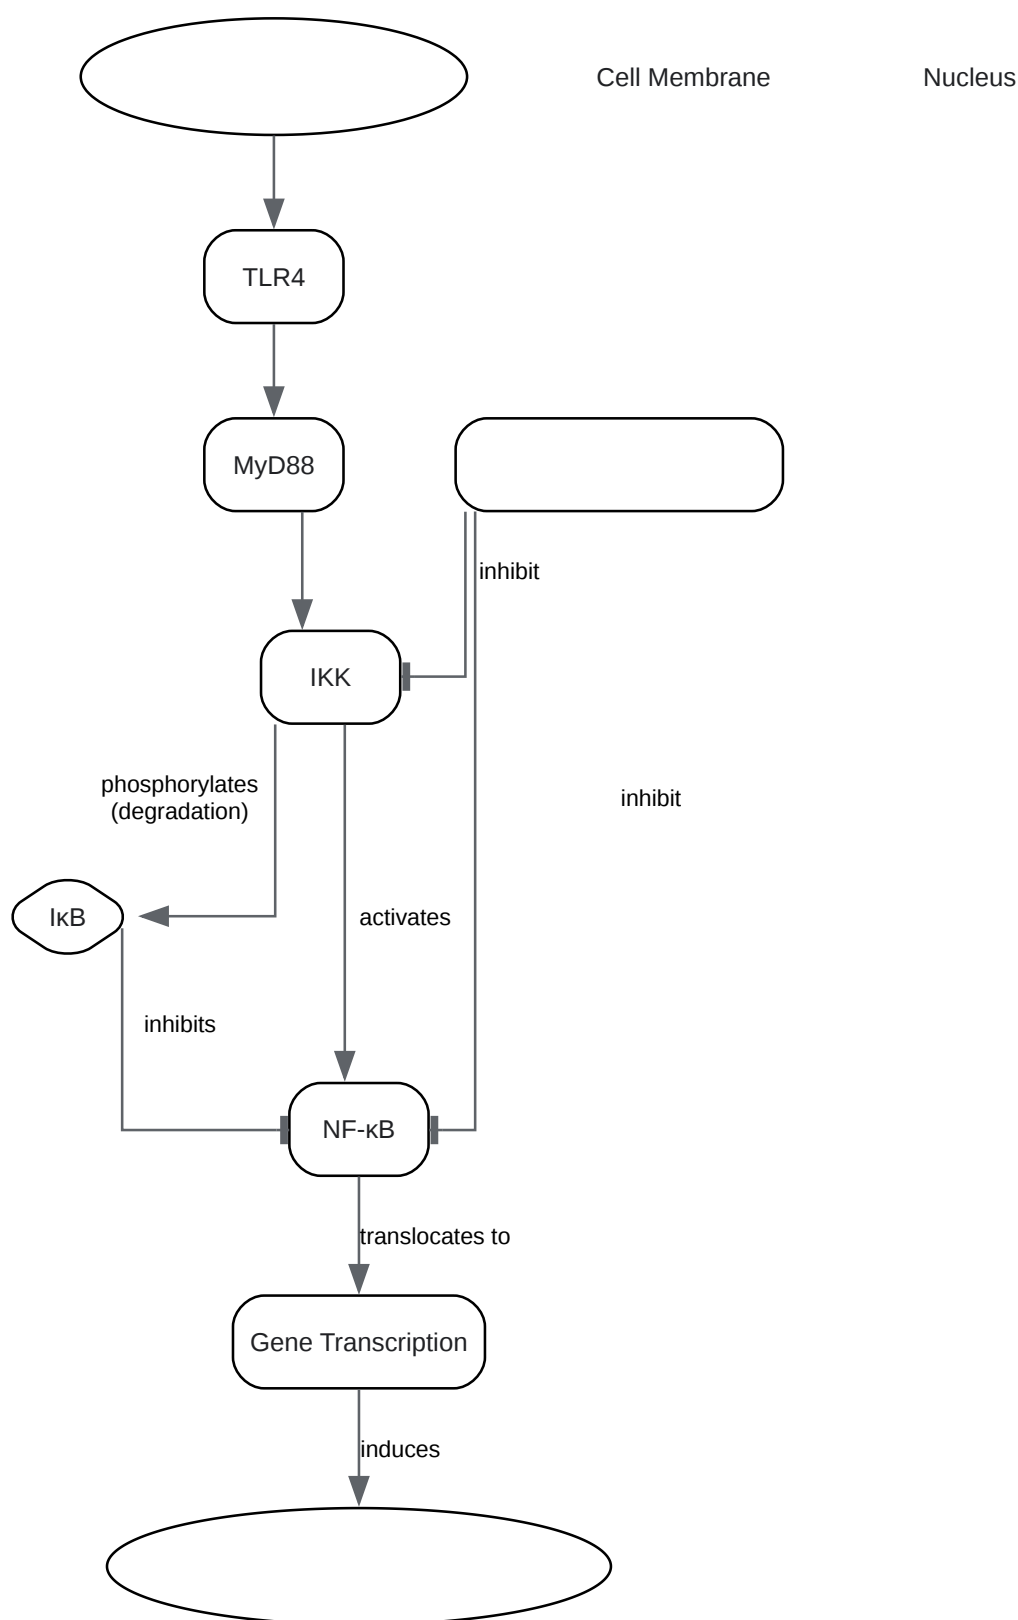 Cell Membrane
Nucleus
TLR4
MyD88
inhibit
IKK
phosphorylates
(degradation)
inhibit
IκB
activates
inhibits
NF-κB
translocates to
Gene Transcription
induces